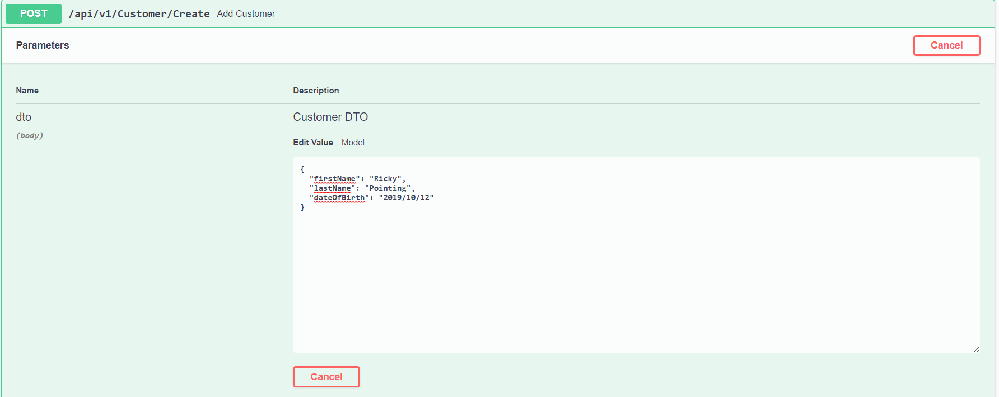 POST /api/v1/Customer/Create Add Customer
Parameters Cancel
Name Description
dto Customer DTO
(body)
Edit Value Model
{
  "firstName": "Ricky",
  "lastName": "Pointing",
  "dateOfBirth": "2019/10/12"
}
Cancel